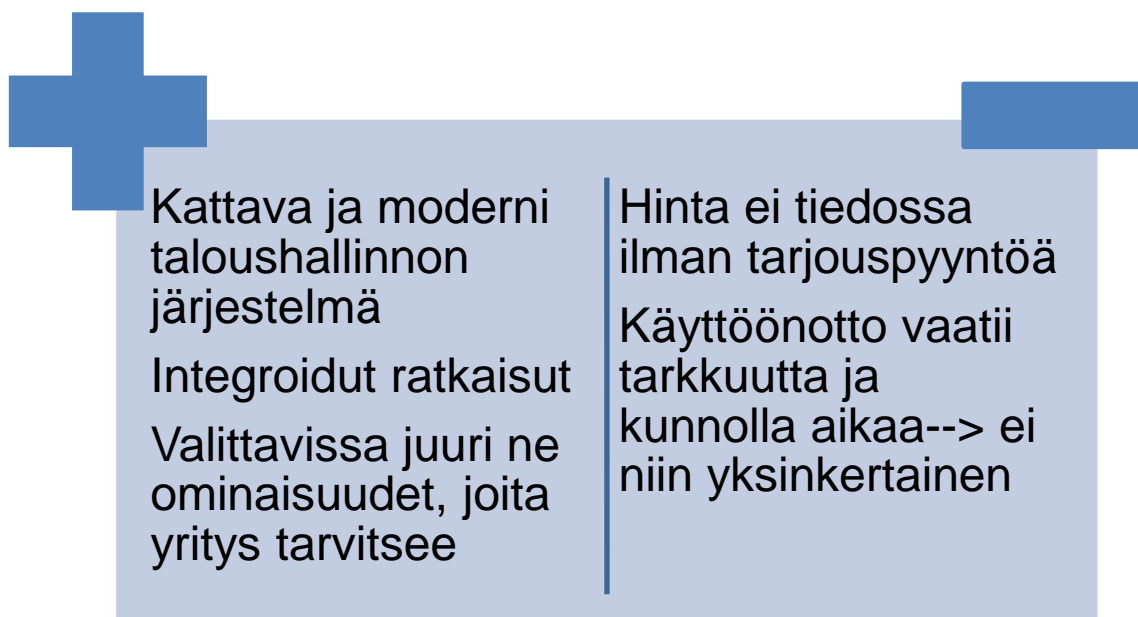 Kattava ja moderni
taloushallinnon
järjestelmä
Integroidut ratkaisut
Valittavissa juuri ne
ominaisuudet, joita
yritys tarvitsee
Hinta ei tiedossa
ilman tarjouspyyntöä
Käyttöönotto vaatii
tarkkuutta ja
kunnolla aikaa--> ei
niin yksinkertainen